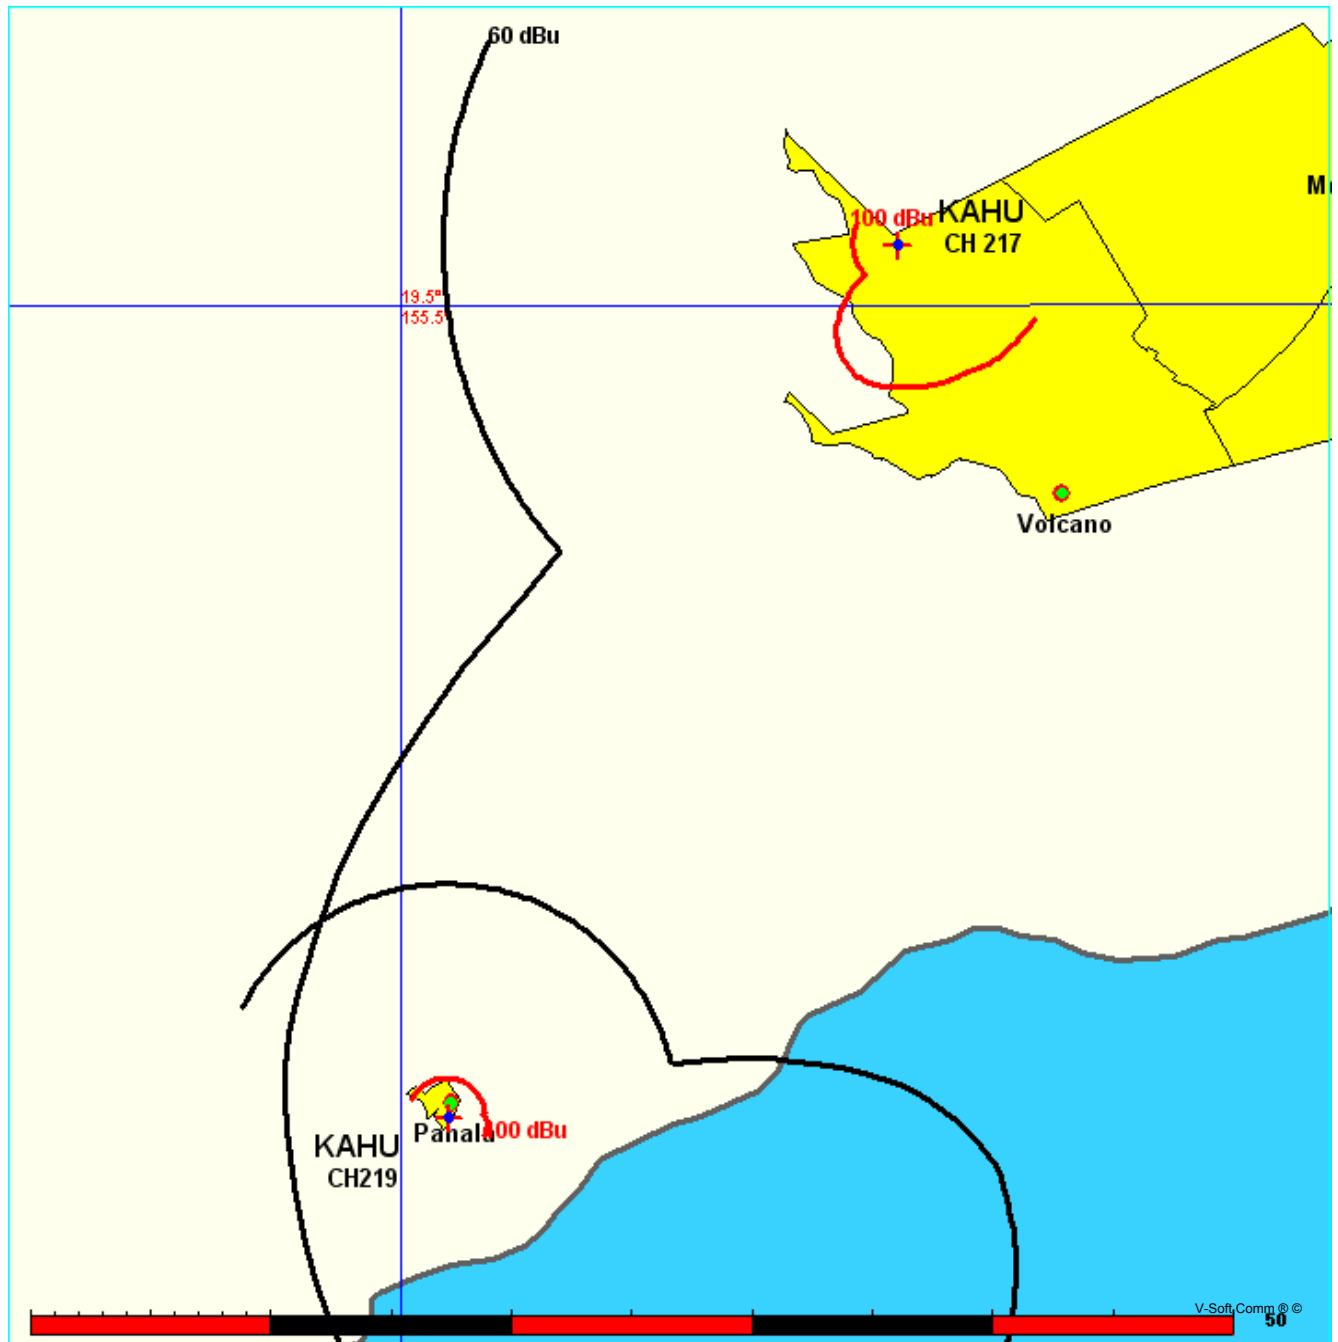 60 dBu
M
100 dBu
KAHU
CH 217
19.5°
155.5
Volcano
Pahala
100 dBu
KAHU
CH219
V-Soft Comm ® ©
50